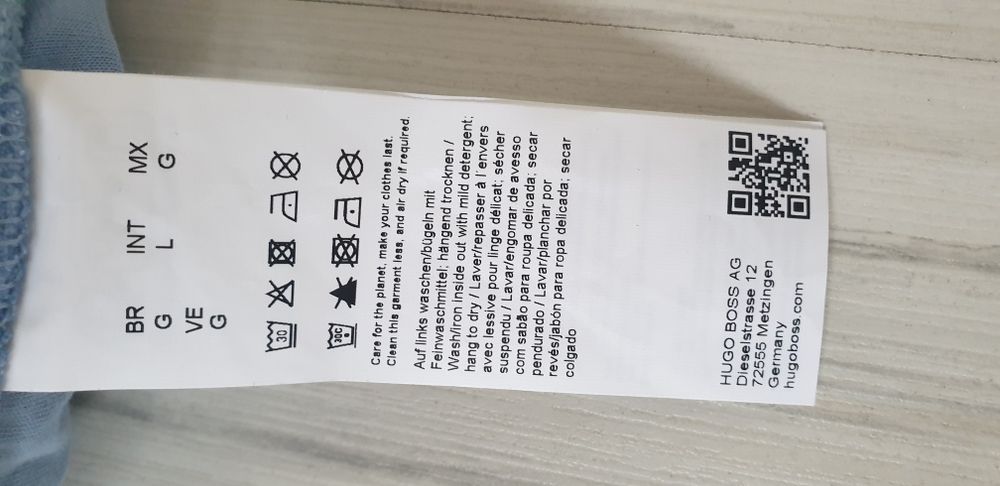 BR INT MX
G L G
VE
G
30
30C
Care for the planet, make your clothes last.
Clean this garment less, and air dry if required.
Auf links waschen/bügeln mit
Feinwaschmittel; hängend trocknen /
Wash/iron inside out with mild detergent;
hang to dry / Laver/repasser à l'envers
avec lessive pour linge délicat; sécher
suspendu / Lavar/engomar de avesso
com sabão para roupa delicada; secar
pendurado / Lavar/planchar por
revés/jabón para ropa delicada; secar
colgado
HUGO BOSS AG
Dieselstrasse 12
72555 Metzingen
Germany
hugoboss.com